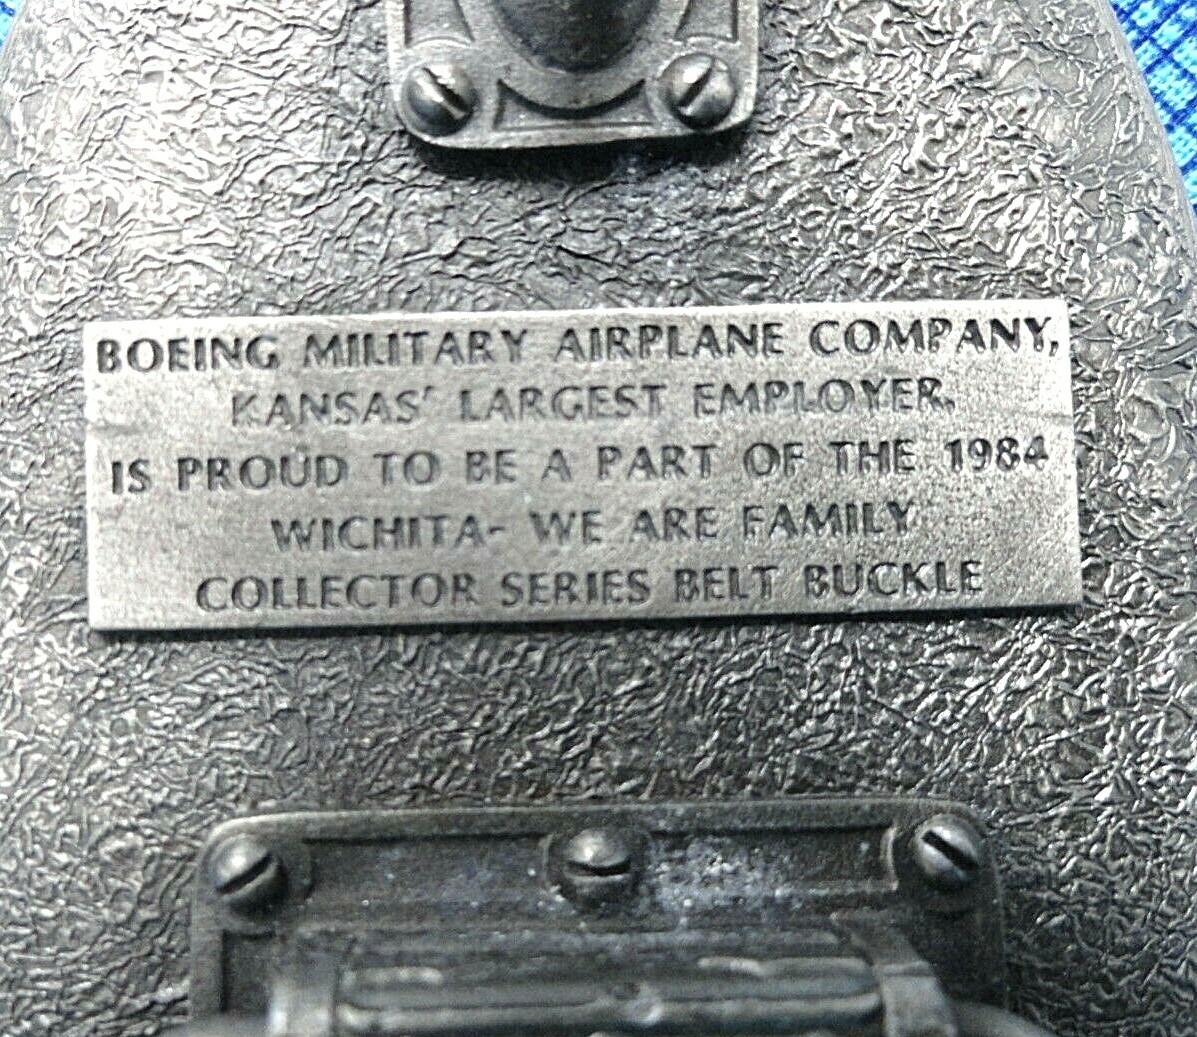 BOEING MILITARY AIRPLANE COMPANY,
KANSAS' LARGEST EMPLOYER,
IS PROUD TO BE A PART OF THE 1984
WICHITA- WE ARE FAMILY
COLLECTOR SERIES BELT BUCKLE